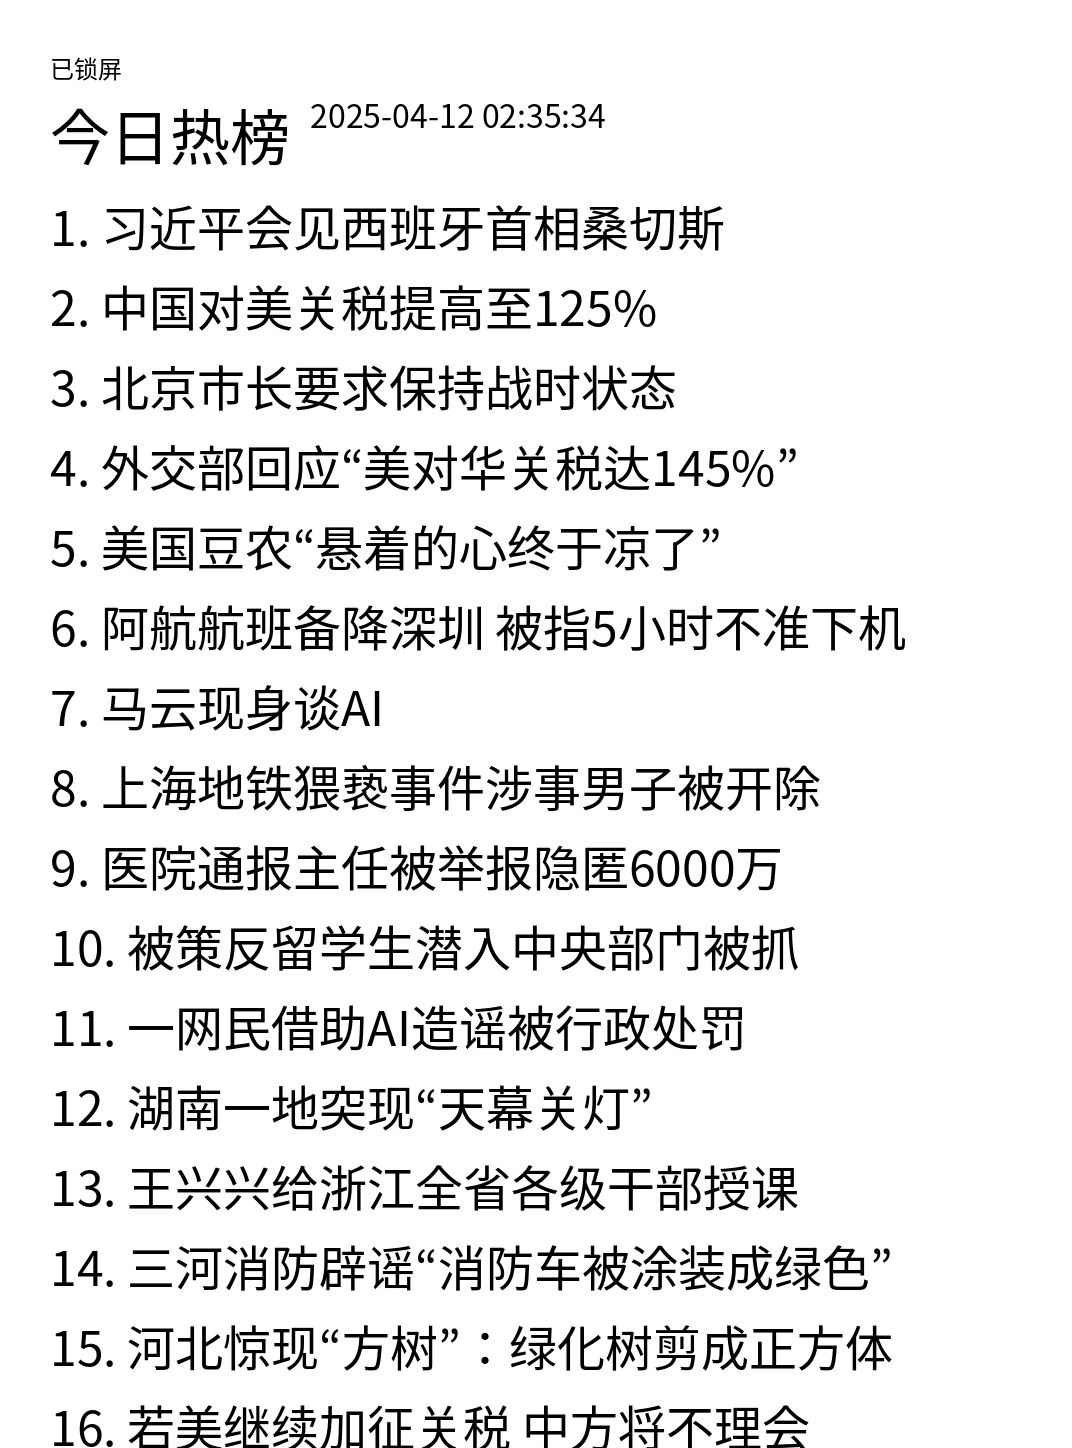 已锁屏
今日热榜 2025-04-12 02:35:34
1. 习近平会见西班牙首相桑切斯
2. 中国对美关税提高至125%
3. 北京市长要求保持战时状态
4. 外交部回应“美对华关税达145%”
5. 美国豆农“悬着的心终于凉了”
6. 阿航航班备降深圳 被指5小时不准下机
7. 马云现身谈AI
8. 上海地铁猥亵事件涉事男子被开除
9. 医院通报主任被举报隐匿6000万
10. 被策反留学生潜入中央部门被抓
11. 一网民借助AI造谣被行政处罚
12. 湖南一地突现“天幕关灯”
13. 王兴兴给浙江全省各级干部授课
14. 三河消防辟谣“消防车被涂装成绿色”
15. 河北惊现“方树”：绿化树剪成正方体
16. 若美继续加征关税 中方将不理会